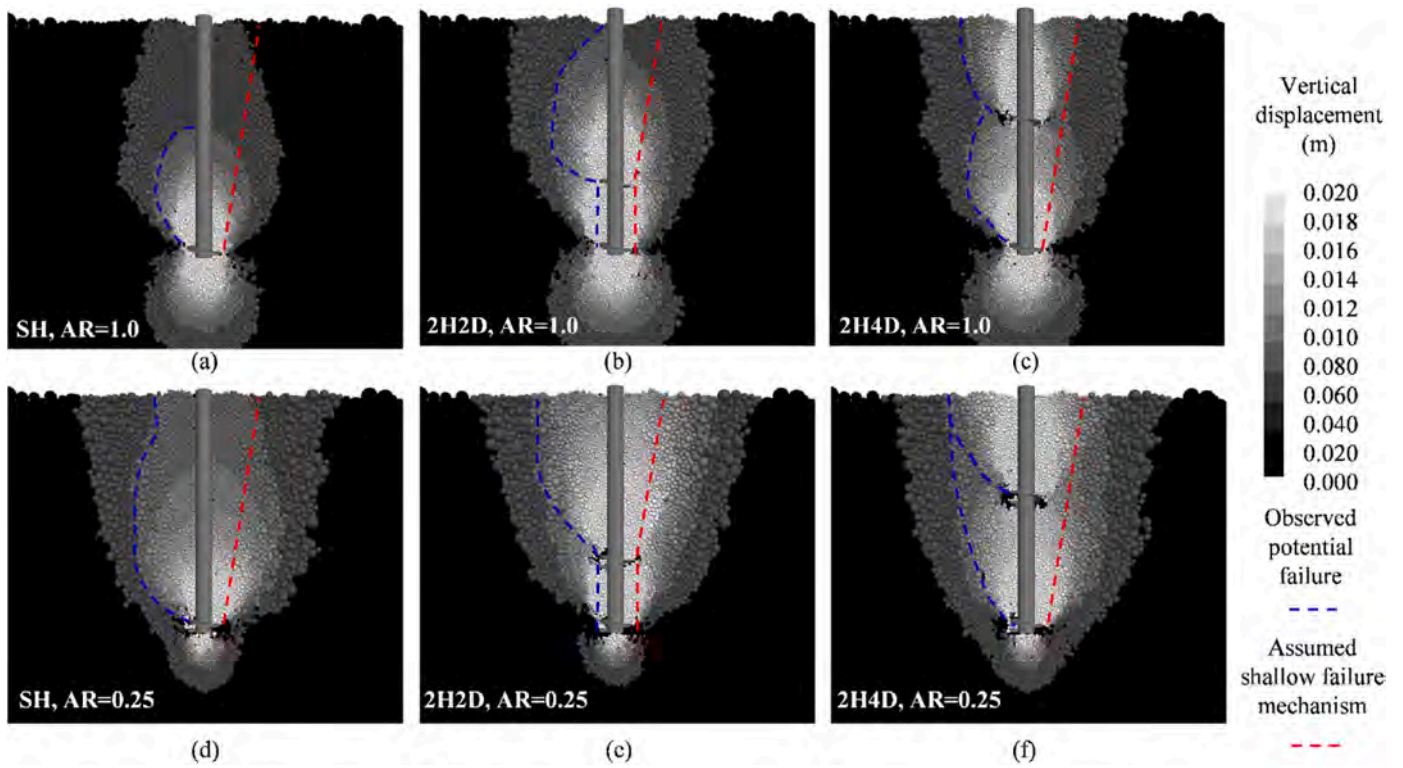 SH, AR=1.0
(a)
2H2D, AR=1.0
(b)
2H4D, AR=1.0
(c)
SH, AR=0.25
(d)
2H2D, AR=0.25
(e)
2H4D, AR=0.25
(f)
Vertical
displacement
(m)
0.020
0.018
0.016
0.014
0.012
0.010
0.080
0.060
0.040
0.020
0.000
Observed
potential
failure
Assumed
shallow failure
mechanism